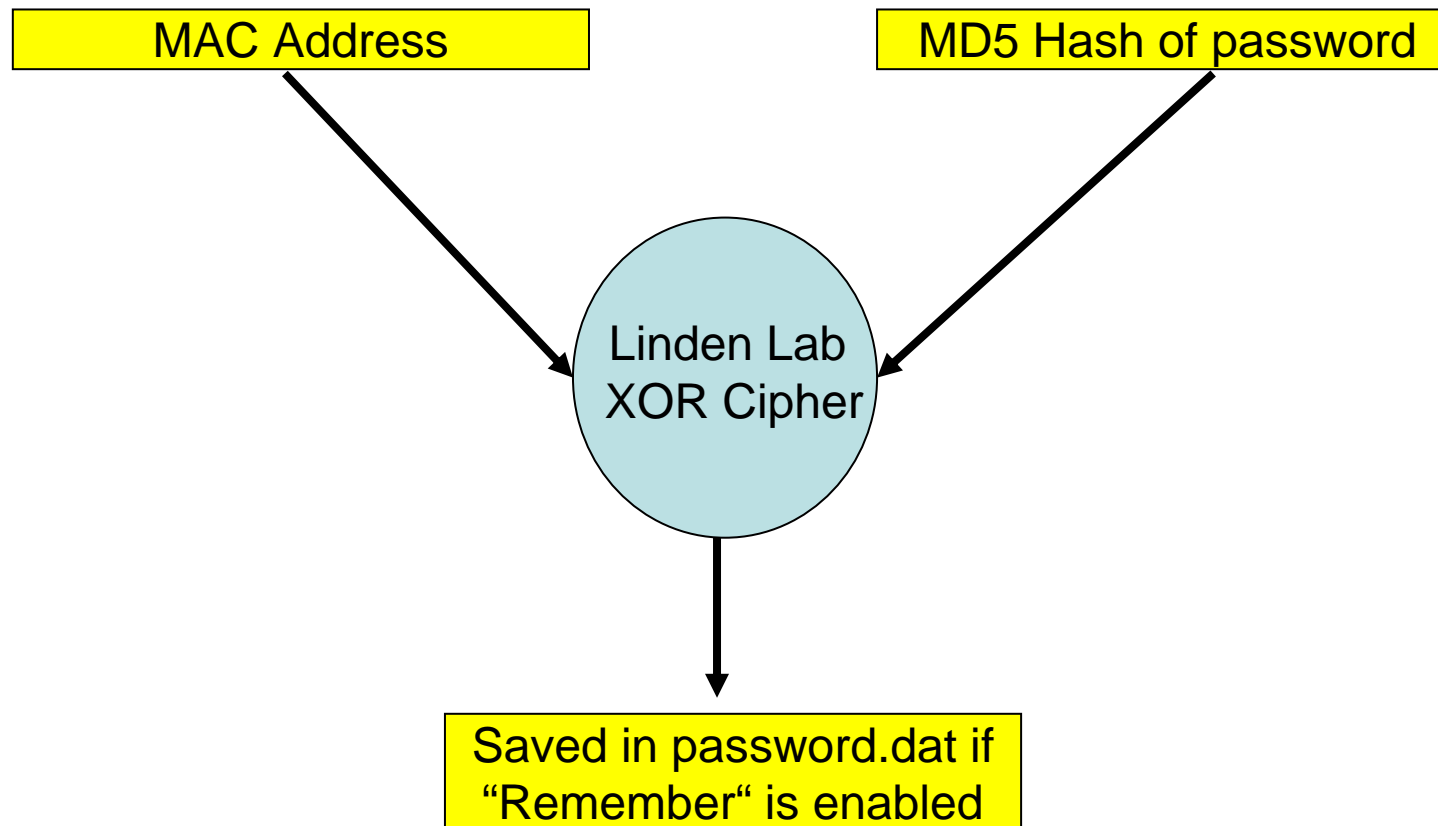 MAC Address
MD5 Hash of password
Linden Lab
XOR Cipher
Saved in password.dat if
“Remember“ is enabled